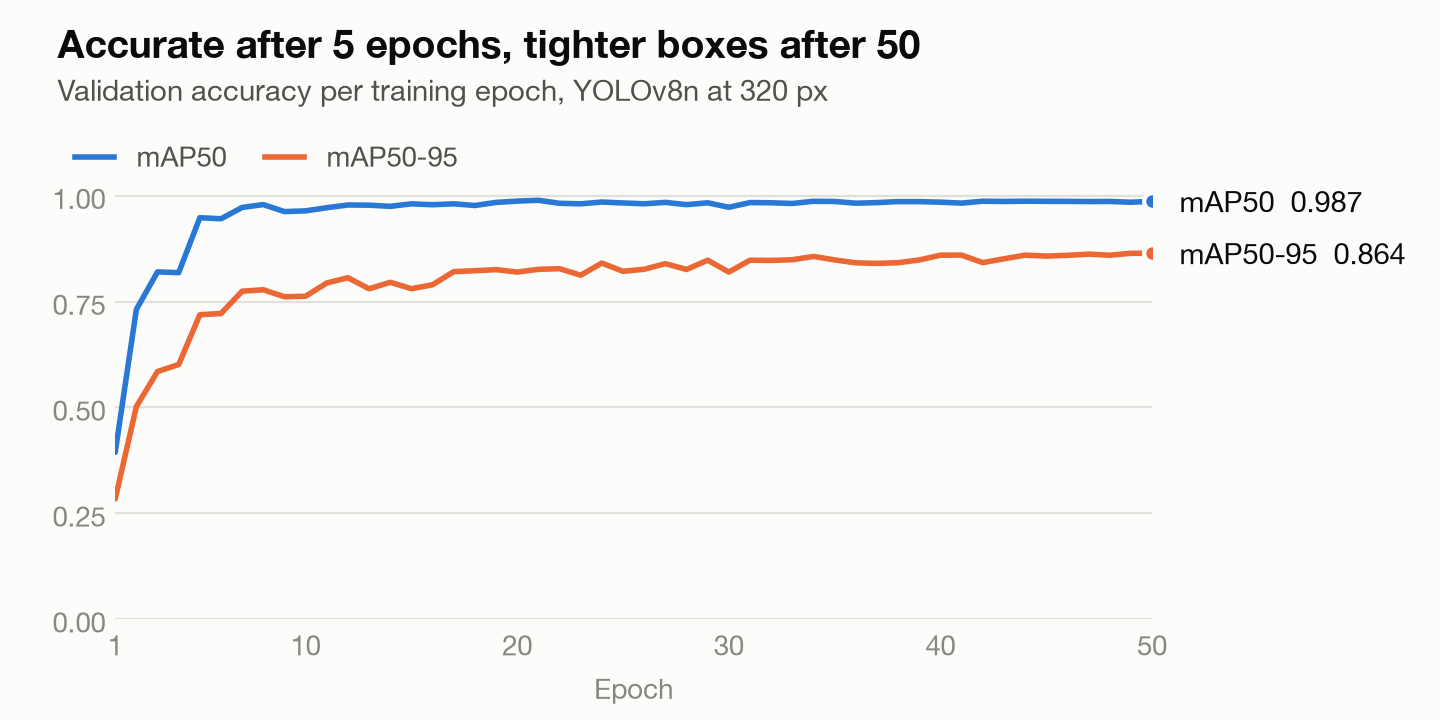 Accurate after 5 epochs, tighter boxes after 50
Validation accuracy per training epoch, YOLOv8n at 320 px
mAP50 mAP50-95
1.00
mAP50 0.987
mAP50-95 0.864
0.75
0.50
0.25
0.00
1 10 20 30 40 50
Epoch